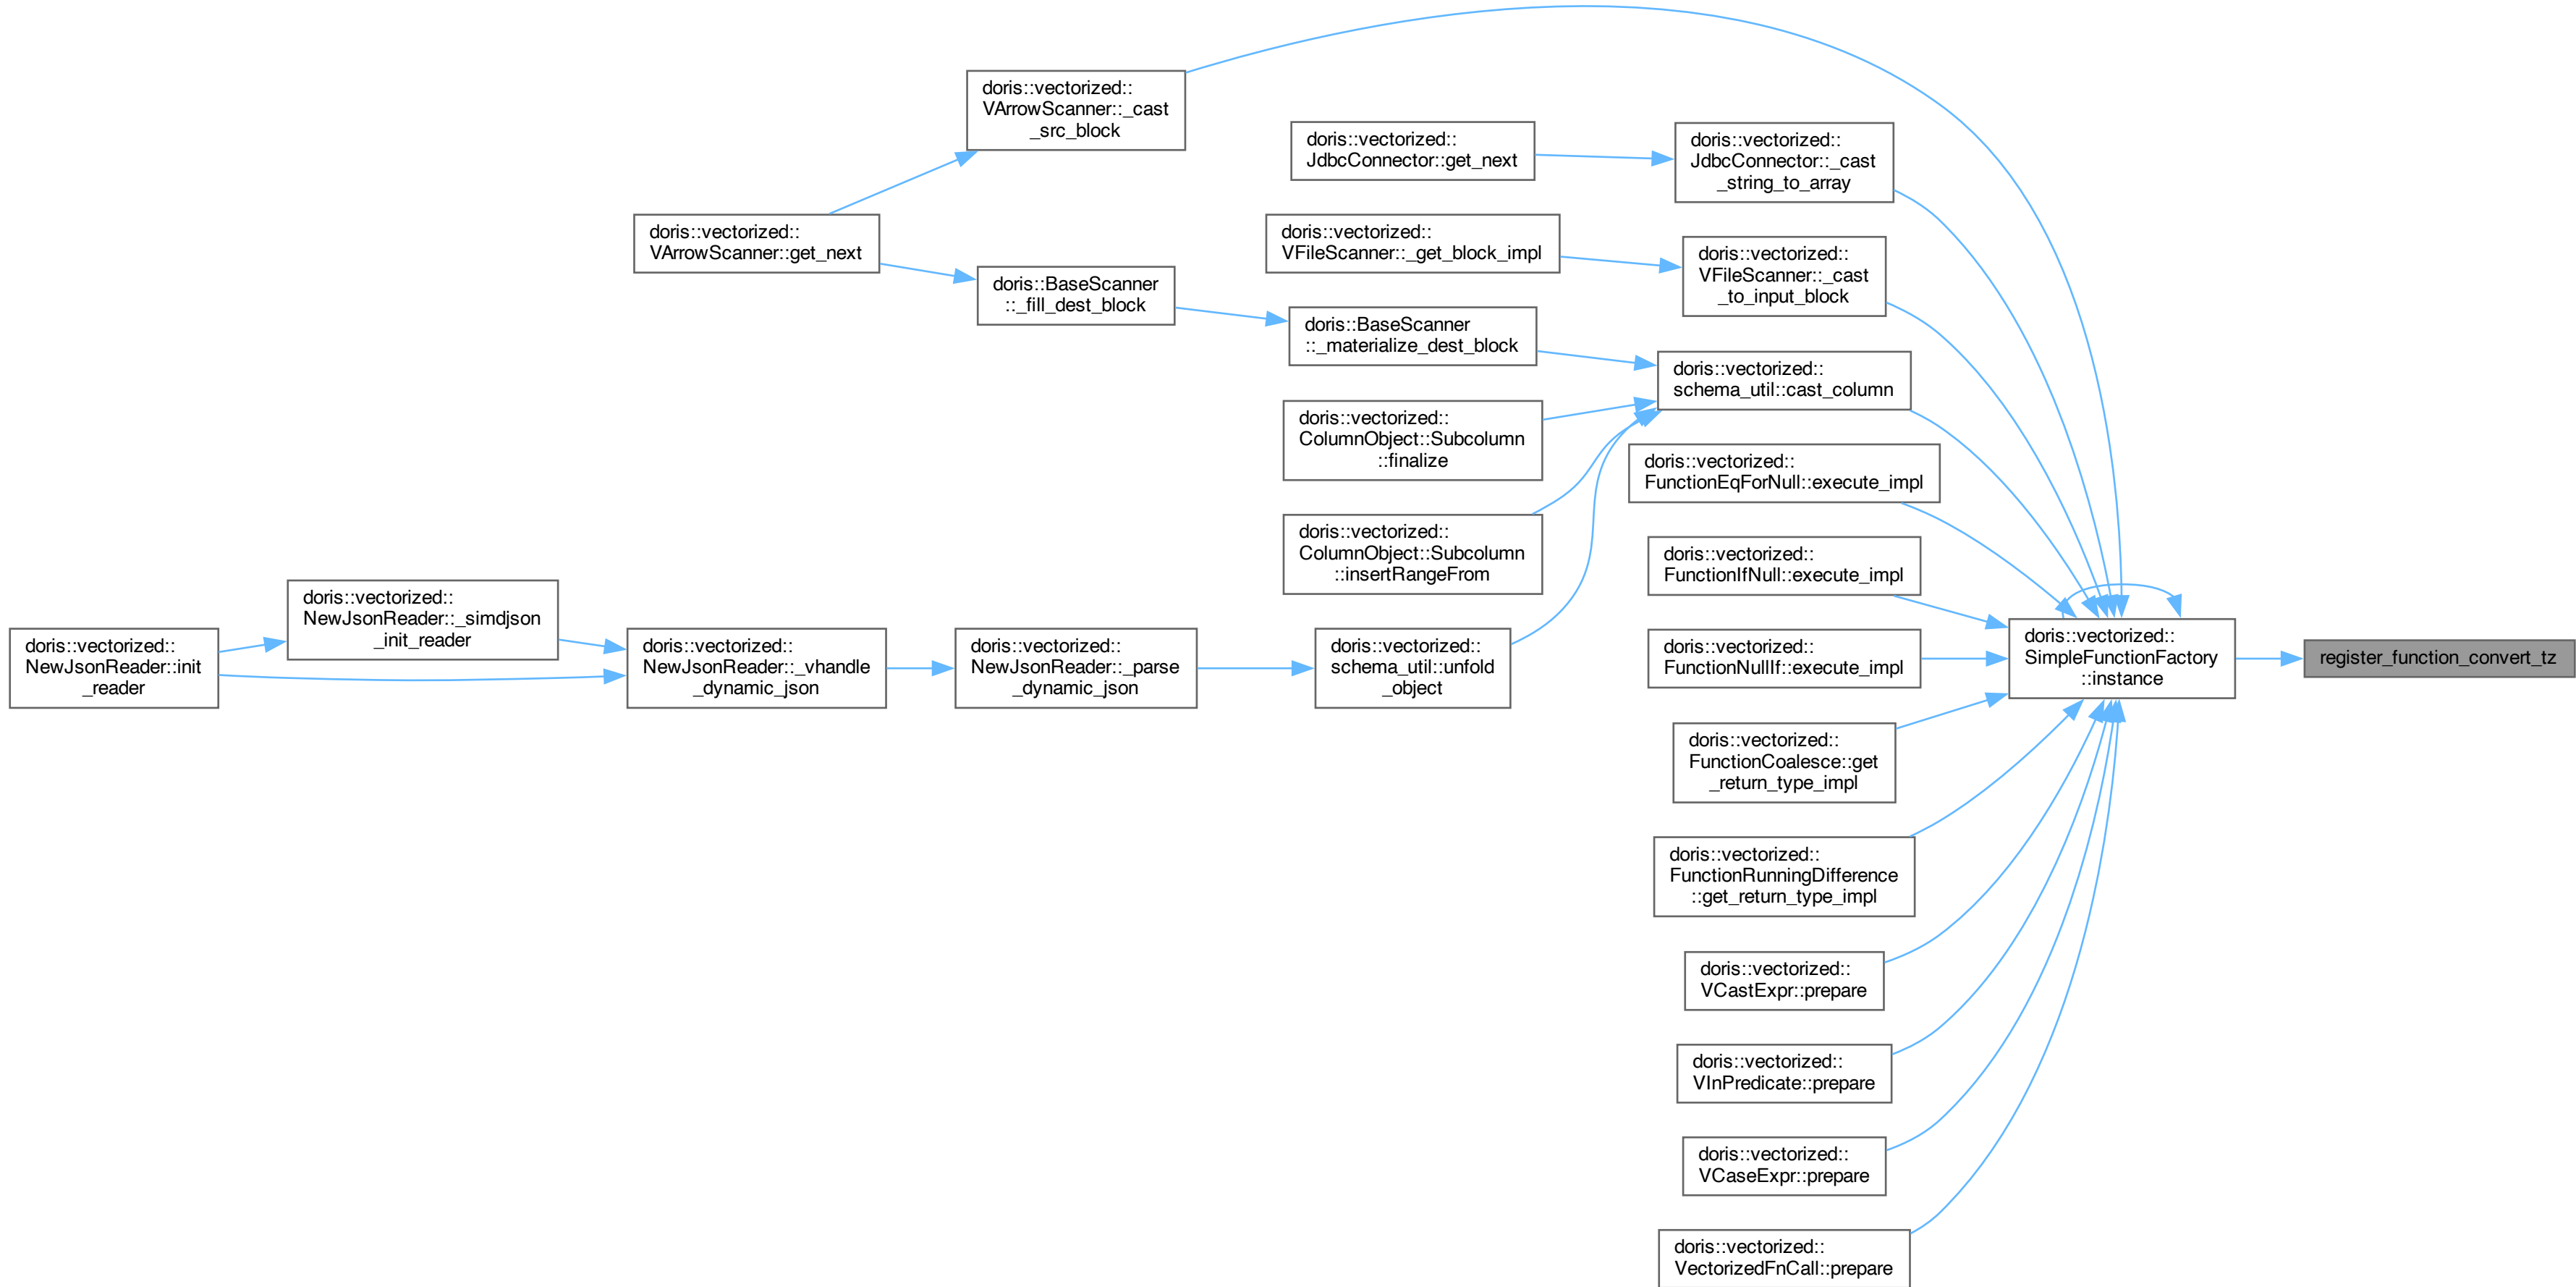 doris::vectorized::
VArrowScanner::_cast
_src_block
doris::vectorized::
JdbcConnector::get_next
doris::vectorized::
JdbcConnector::_cast
_string_to_array
doris::vectorized::
VArrowScanner::get_next
doris::vectorized::
VFileScanner::_get_block_impl
doris::vectorized::
VFileScanner::_cast
_to_input_block
doris::BaseScanner
::_fill_dest_block
doris::BaseScanner
::_materialize_dest_block
doris::vectorized::
schema_util::cast_column
doris::vectorized::
ColumnObject::Subcolumn
::finalize
doris::vectorized::
FunctionEqForNull::execute_impl
doris::vectorized::
ColumnObject::Subcolumn
::insertRangeFrom
doris::vectorized::
FunctionIfNull::execute_impl
doris::vectorized::
NewJsonReader::init
_reader
doris::vectorized::
NewJsonReader::_simdjson
_init_reader
doris::vectorized::
NewJsonReader::_vhandle
_dynamic_json
doris::vectorized::
NewJsonReader::_parse
_dynamic_json
doris::vectorized::
schema_util::unfold
_object
doris::vectorized::
FunctionNullIf::execute_impl
doris::vectorized::
SimpleFunctionFactory
::instance
register_function_convert_tz
doris::vectorized::
FunctionCoalesce::get
_return_type_impl
doris::vectorized::
FunctionRunningDifference
::get_return_type_impl
doris::vectorized::
VCastExpr::prepare
doris::vectorized::
VInPredicate::prepare
doris::vectorized::
VCaseExpr::prepare
doris::vectorized::
VectorizedFnCall::prepare